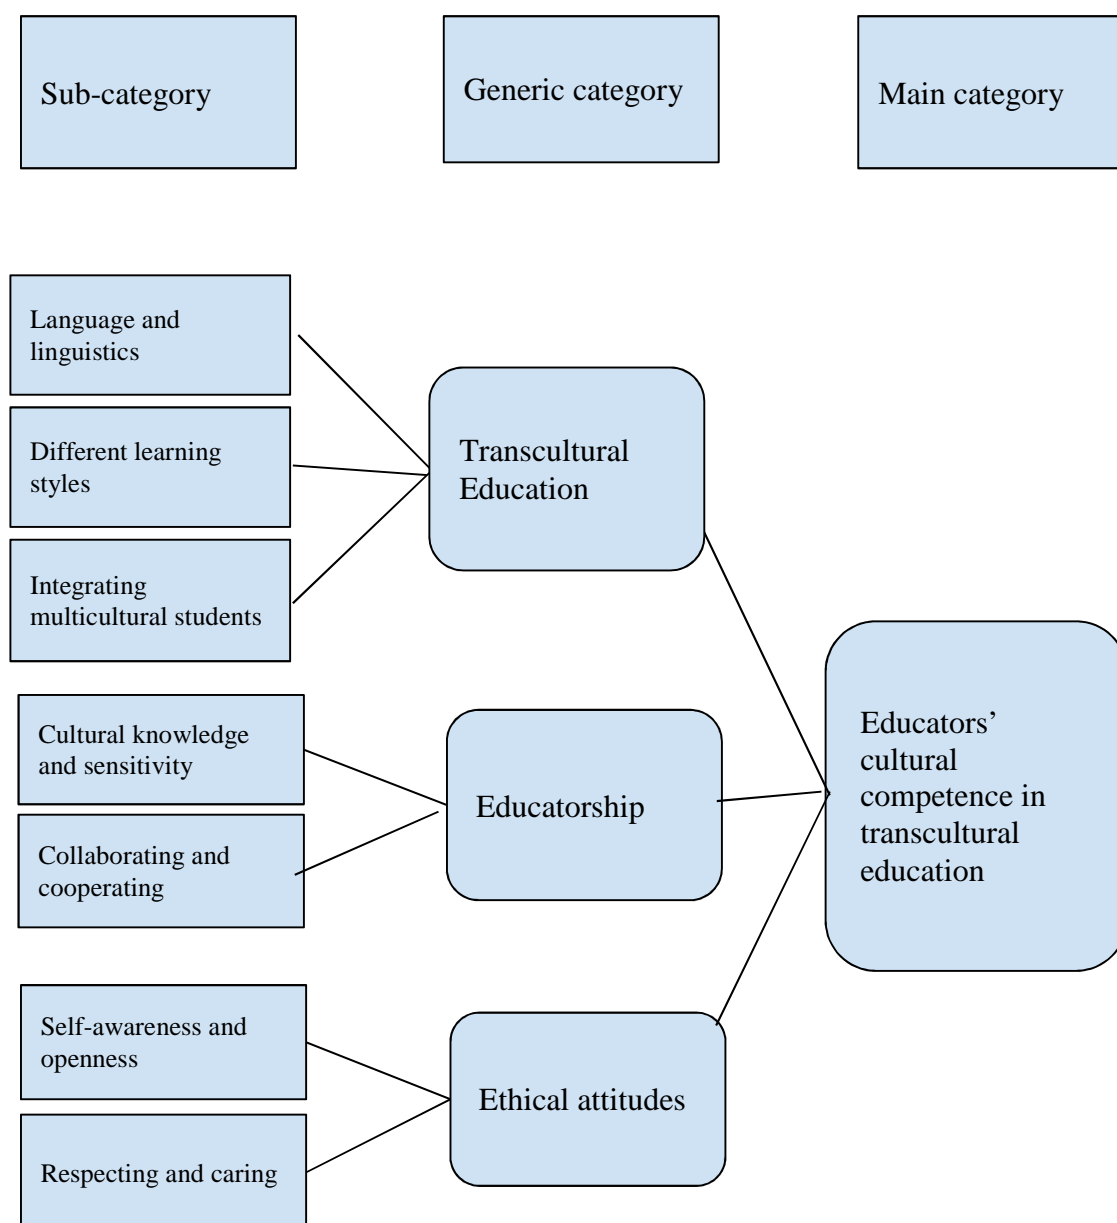 Sub-category
Generic category
Main category
Language and
linguistics
Different learning
styles
Integrating
multicultural students
Transcultural
Education
Cultural knowledge
and sensitivity
Collaborating and
cooperating
Educatorship
Self-awareness and
openness
Respecting and caring
Ethical attitudes
Educators’
cultural
competence in
transcultural
education